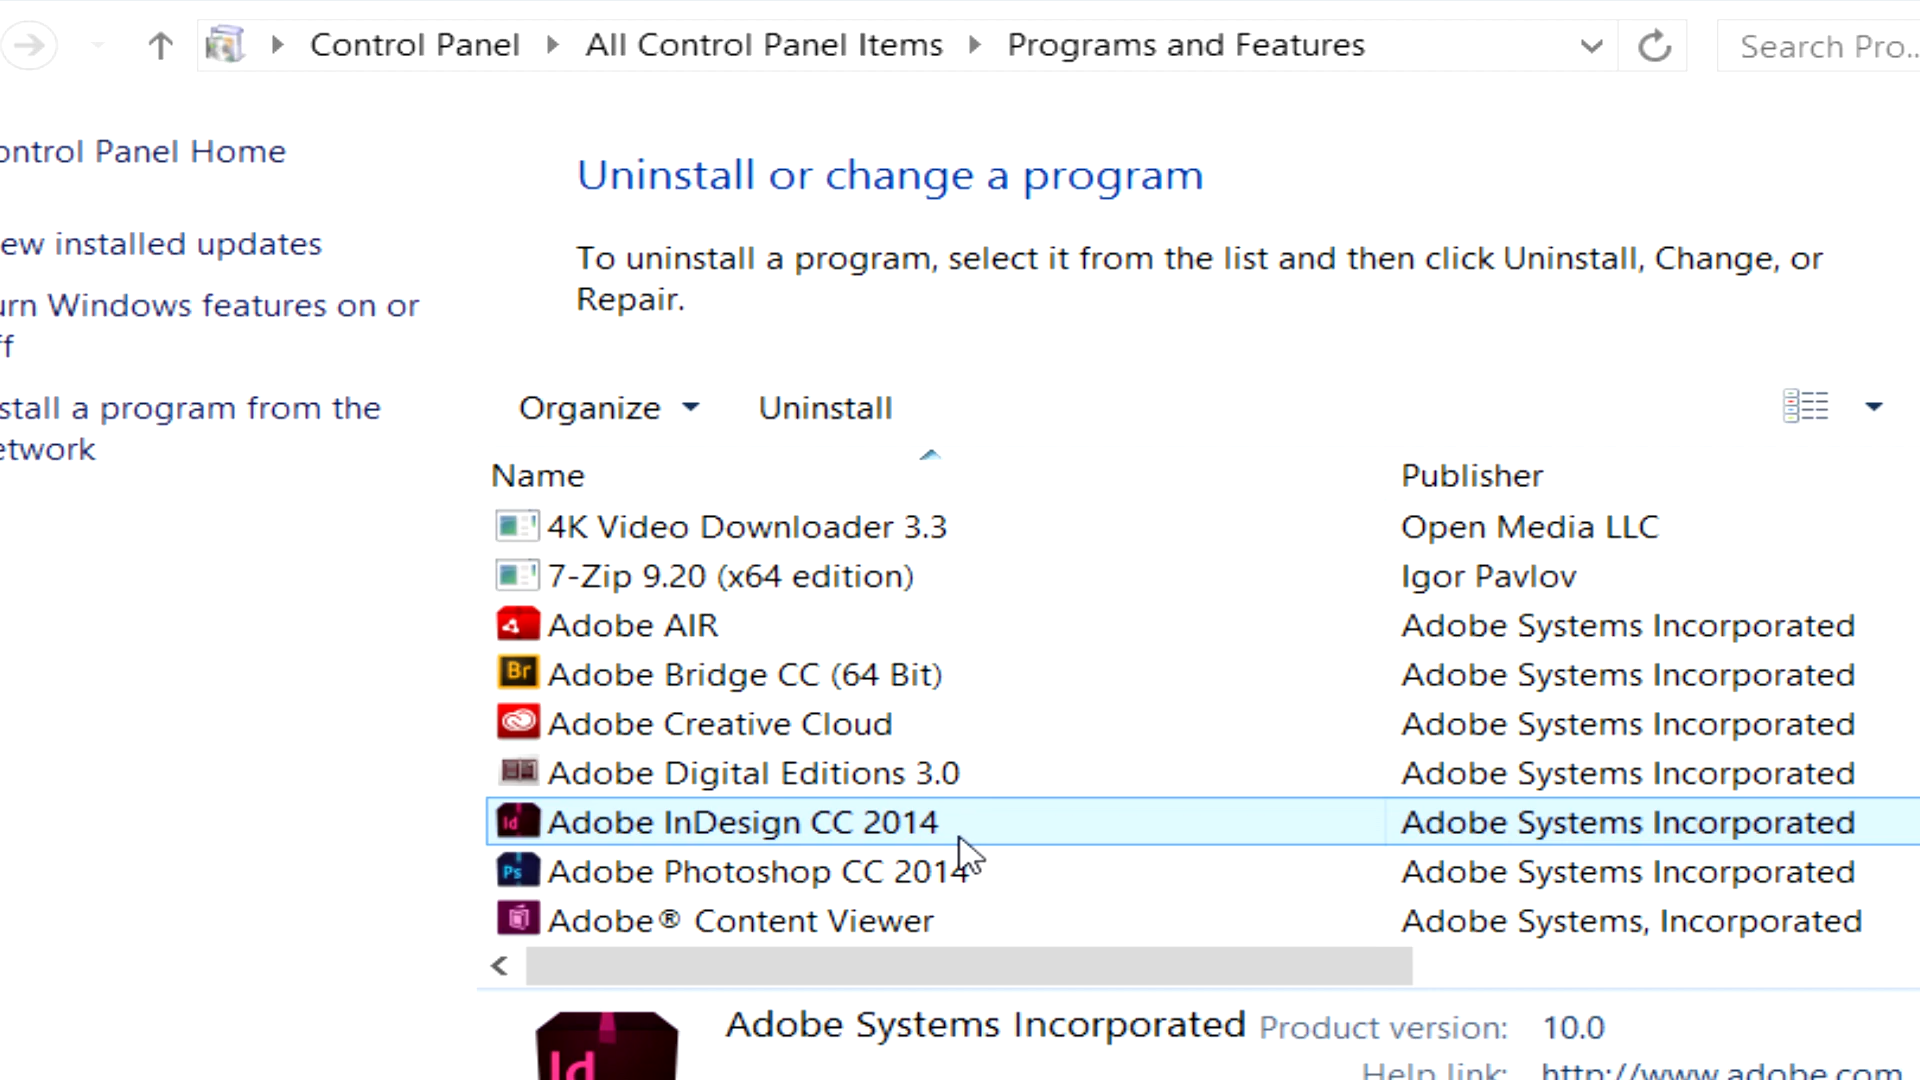 Control Panel ▸ All Control Panel Items ▸ Programs and Features
Search Pro...
ontrol Panel Home
ew installed updates
urn Windows features on or
ff
stall a program from the
etwork
Uninstall or change a program
To uninstall a program, select it from the list and then click Uninstall, Change, or
Repair.
Organize Uninstall
Name Publisher
4K Video Downloader 3.3 Open Media LLC
7-Zip 9.20 (x64 edition) Igor Pavlov
Adobe AIR Adobe Systems Incorporated
Br Adobe Bridge CC (64 Bit) Adobe Systems Incorporated
Adobe Creative Cloud Adobe Systems Incorporated
Adobe Digital Editions 3.0 Adobe Systems Incorporated
Id Adobe InDesign CC 2014 Adobe Systems Incorporated
Ps Adobe Photoshop CC 2014 Adobe Systems Incorporated
Adobe® Content Viewer Adobe Systems, Incorporated
Id
Adobe Systems Incorporated Product version: 10.0
Help link: http://www.adobe.com